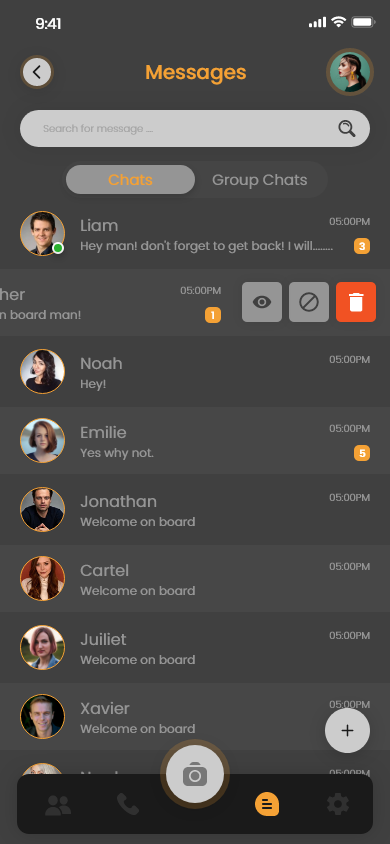 9:41
Messages
Search for message ...
Chats
Group Chats
Liam
05:00PM
Hey man! don't forget to get back! I will........
3
her
05:00PM
n board man!
1
Noah
05:00PM
Hey!
Emilie
05:00PM
Yes why not.
5
Jonathan
05:00PM
Welcome on board
Cartel
05:00PM
Welcome on board
Juiliet
05:00PM
Welcome on board
Xavier
05:00PM
Welcome on board
+
05:00PM